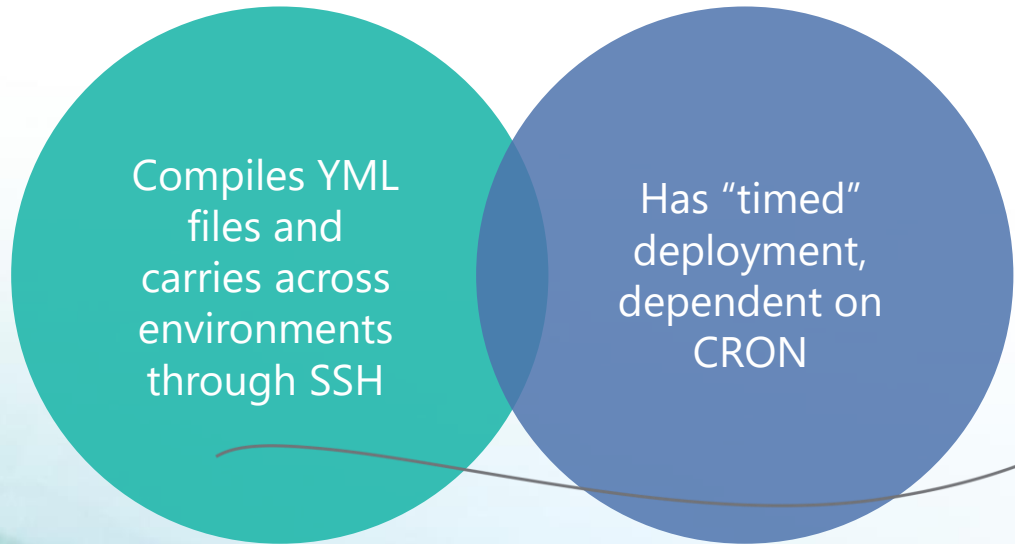 Compiles YML
files and
carries across
environments
through SSH
Has “timed”
deployment,
dependent on
CRON